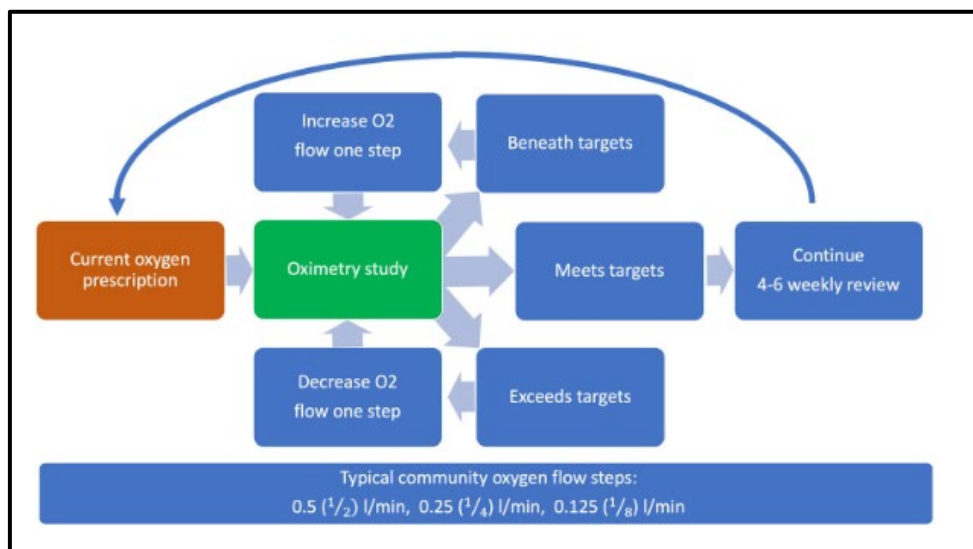 Increase O2
flow one step
Beneath targets
Current oxygen
prescription
Oximetry study
Meets targets
Continue
4-6 weekly review
Decrease O2
flow one step
Exceeds targets
Typical community oxygen flow steps:
0.5 (1/2) l/min, 0.25 (1/4) l/min, 0.125 (1/8) l/min